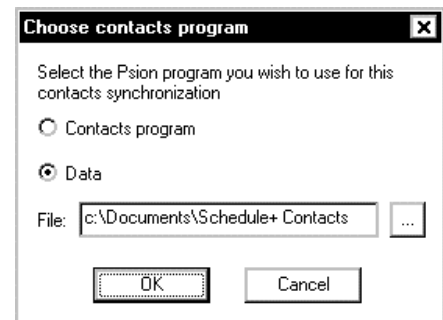 Choose contacts program
Select the Psion program you wish to use for this
contacts synchronization
Contacts program
Data
File: c:\Documents\Schedule+ Contacts ...
OK Cancel